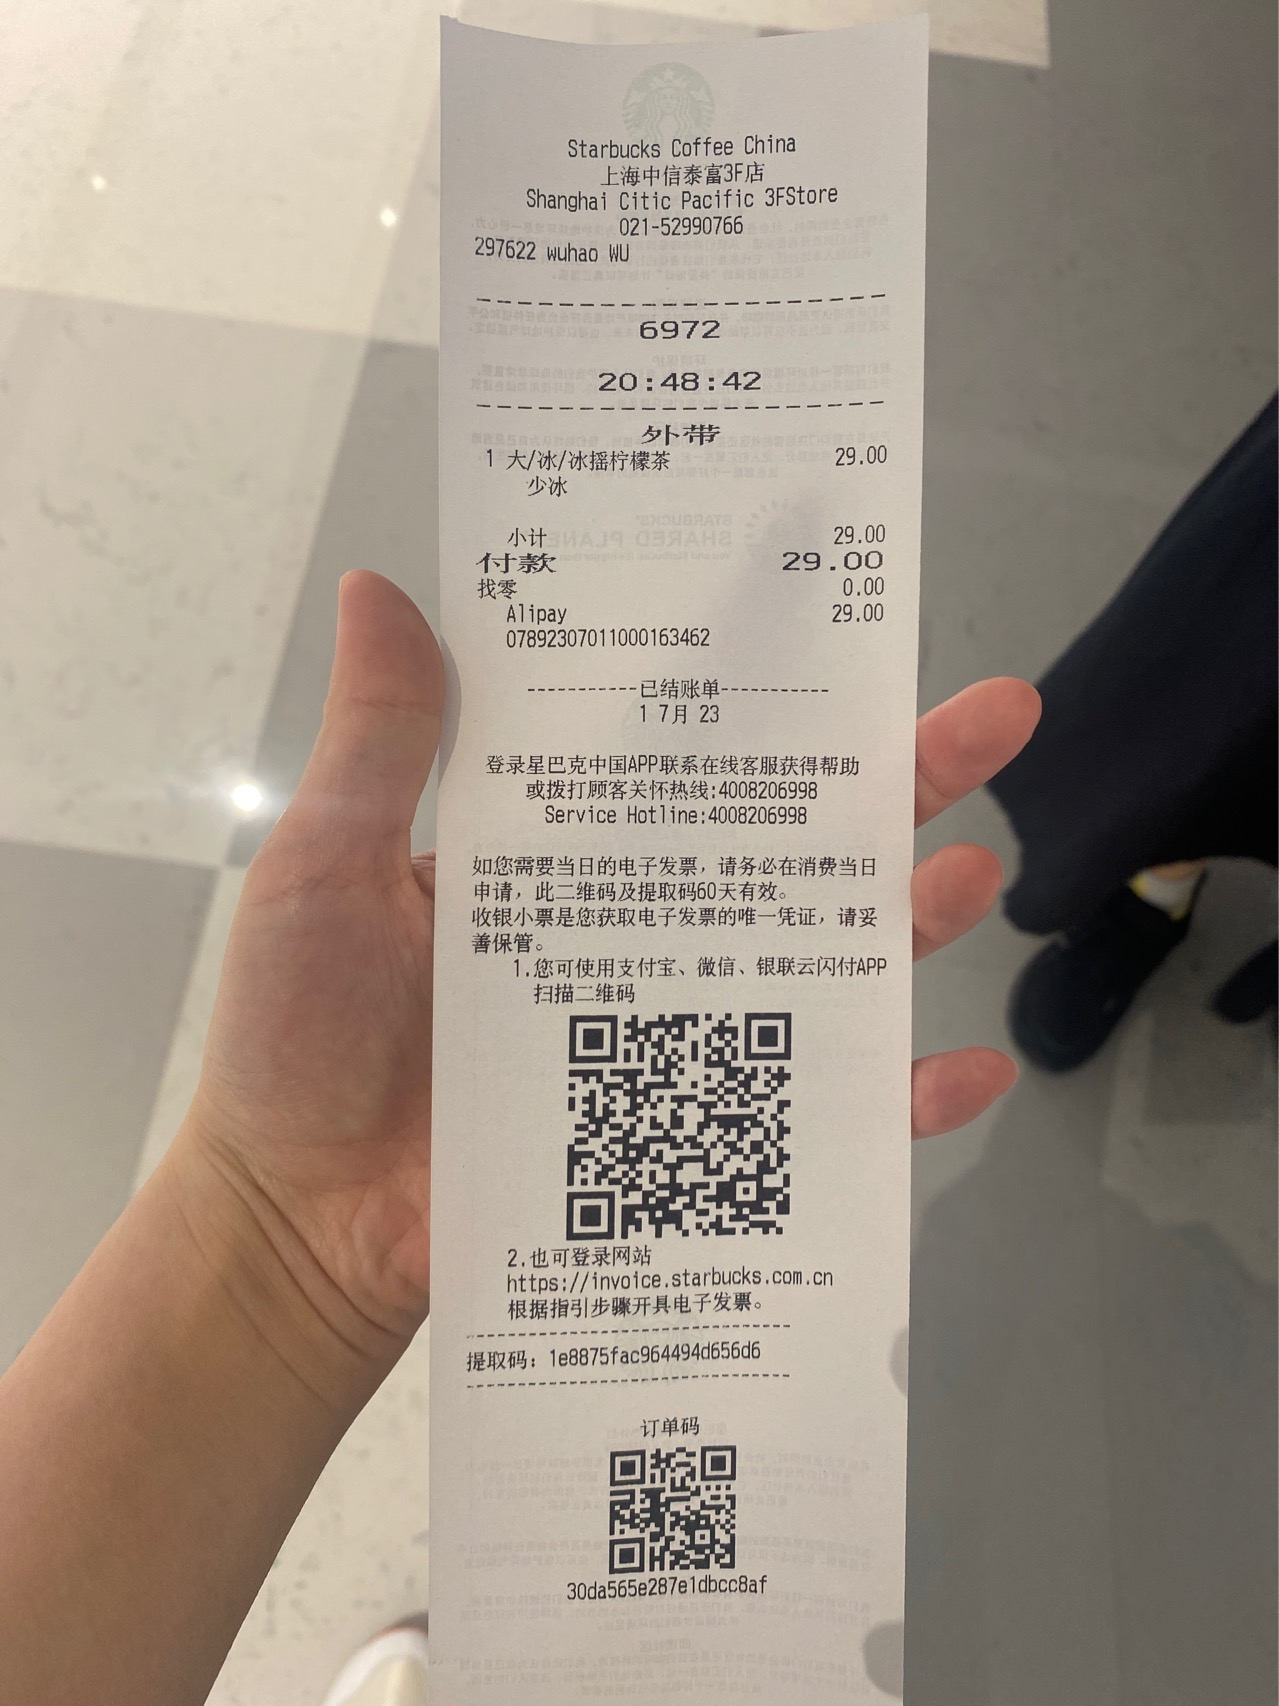 Starbucks Coffee China
上海中信泰富3F店
Shanghai Citic Pacific 3FStore
021-52990766
297622 wuhao WU
6972
20:48:42
外带
1 大/冰/冰摇柠檬茶 29.00
少冰
小计 29.00
付款 29.00
找零 0.00
Alipay 29.00
07892307011000163462
-----------已结账单-----------
1 7月 23
登录星巴克中国APP联系在线客服获得帮助
或拨打顾客关怀热线:4008206998
Service Hotline:4008206998
如您需要当日的电子发票，请务必在消费当日
申请，此二维码及提取码60天有效。
收银小票是您获取电子发票的唯一凭证，请妥
善保管。
1.您可使用支付宝、微信、银联云闪付APP
扫描二维码
2.也可登录网站
https://invoice.starbucks.com.cn
根据指引步骤开具电子发票。
提取码：1e8875fac964494d656d6
订单码
30da565e287e1dbcc8af